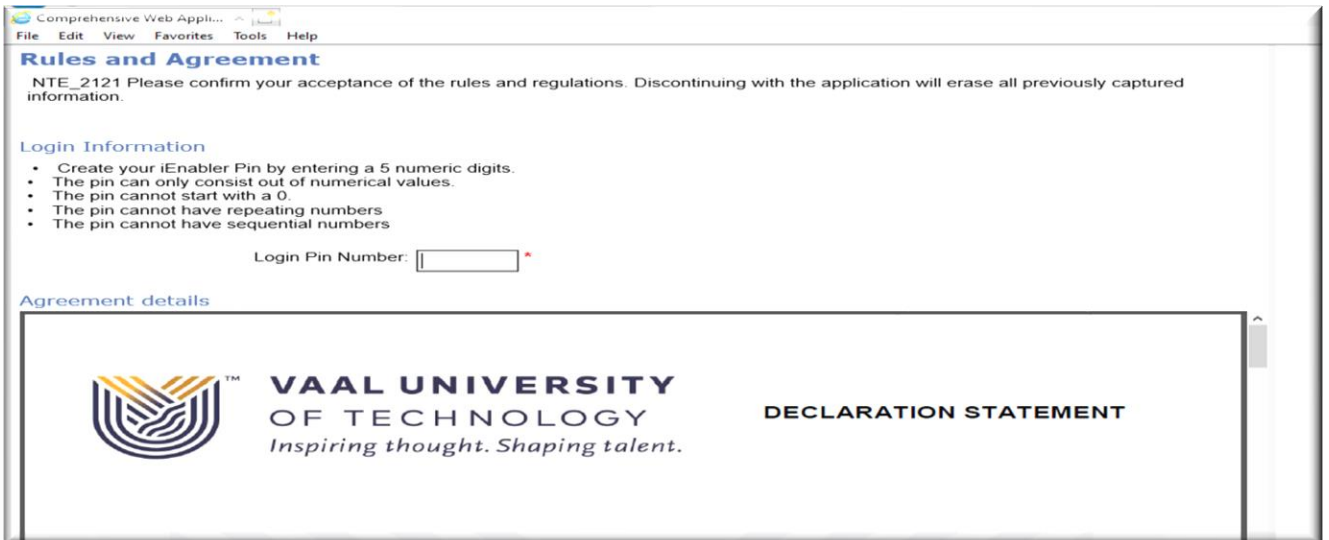 Comprehensive Web Appli...
File Edit View Favorites Tools Help
Rules and Agreement
NTE_2121 Please confirm your acceptance of the rules and regulations. Discontinuing with the application will erase all previously captured
information.
Login Information
• Create your iEnabler Pin by entering a 5 numeric digits.
• The pin can only consist out of numerical values.
• The pin cannot start with a 0.
• The pin cannot have repeating numbers
• The pin cannot have sequential numbers
Login Pin Number: *
Agreement details
VAAL UNIVERSITY
OF TECHNOLOGY
Inspiring thought. Shaping talent.
TM
DECLARATION STATEMENT